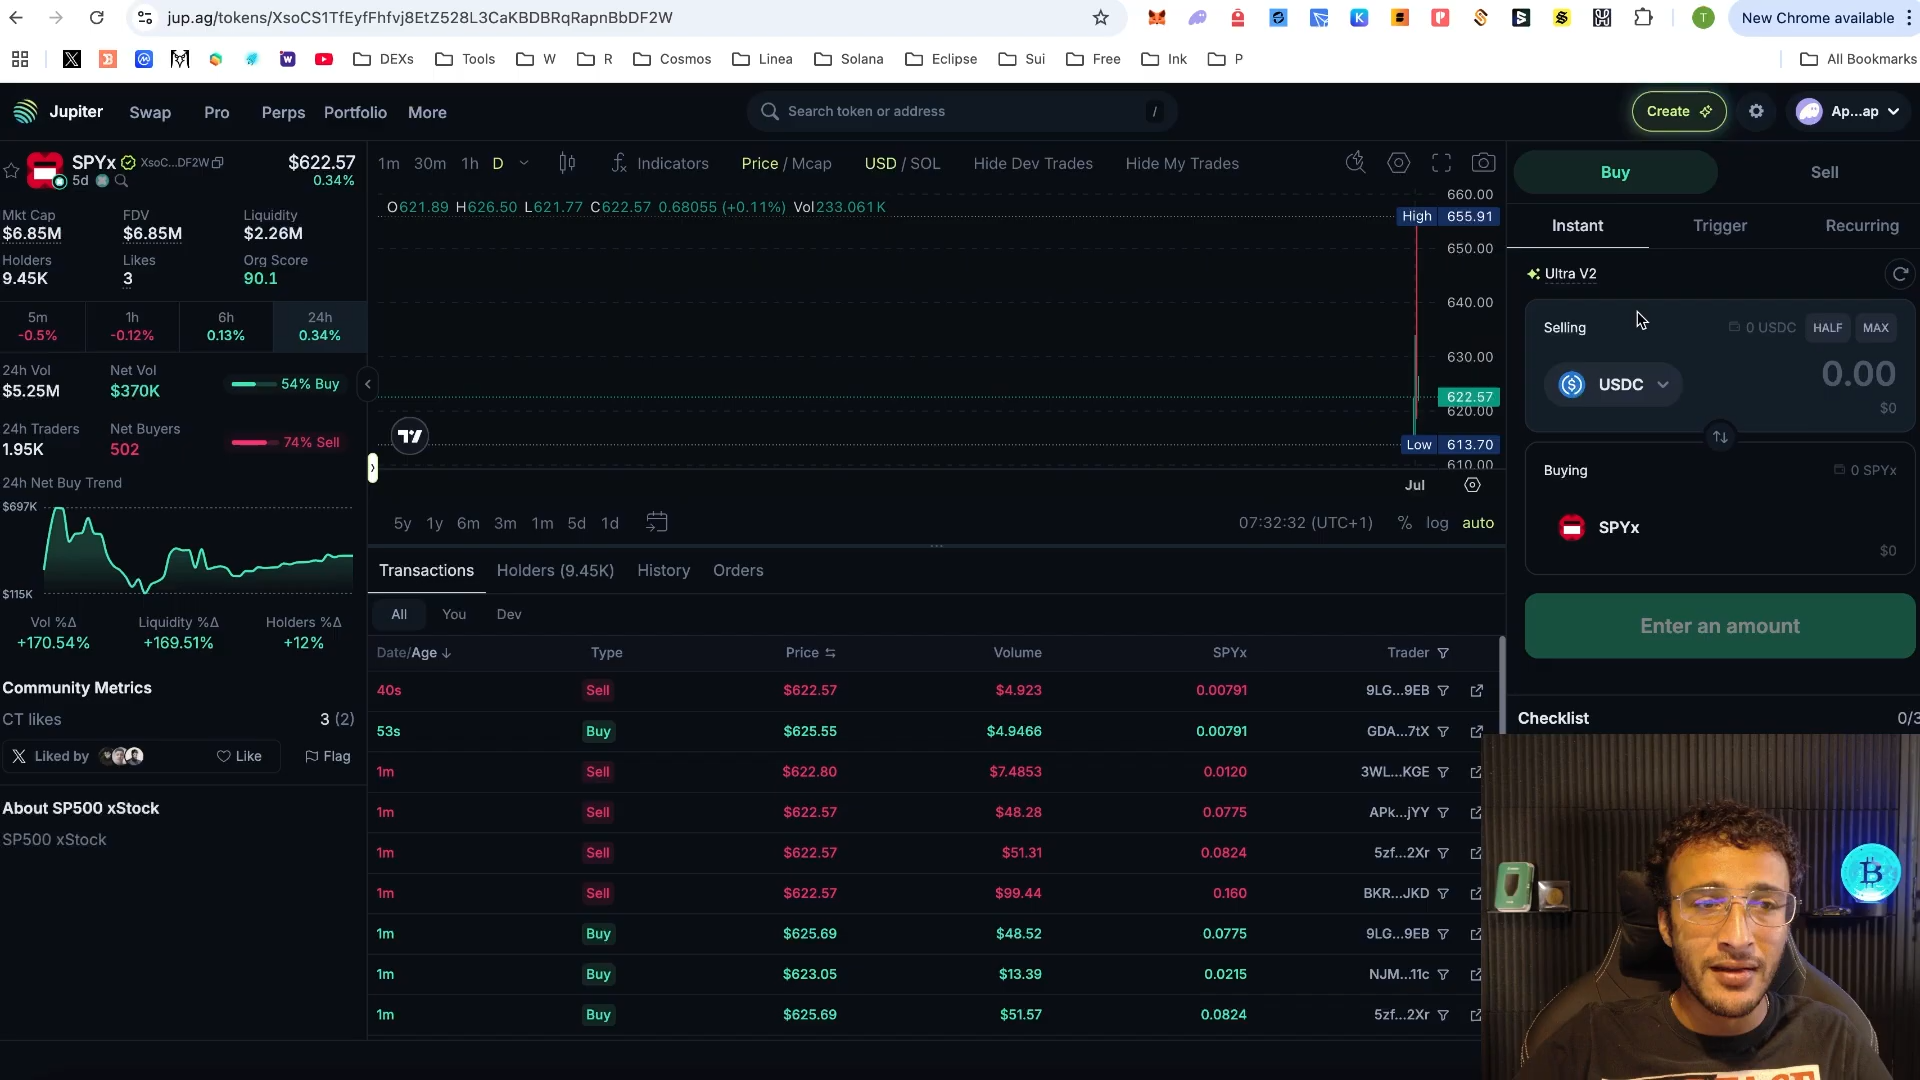 jup.ag/tokens/XsoCS1TfEyfFhfvj8EtZ528L3CaKBDBRqRapnBbDF2W
T
New Chrome available
DEXs Tools W R Cosmos Linea Solana Eclipse Sui Free Ink P All Bookmarks
Jupiter Swap Pro Perps Portfolio More
Search token or address /
Create
Ap...ap
SPYx XsoC...DF2W $622.57
5d 0.34%
Mkt Cap FDV Liquidity
$6.85M $6.85M $2.26M
Holders Likes Org Score
9.45K 3 90.1
5m 1h 6h 24h
-0.5% -0.12% 0.13% 0.34%
24h Vol Net Vol
$5.25M $370K 54% Buy
24h Traders Net Buyers
1.95K 502 74% Sell
24h Net Buy Trend
$697K
$115K
Vol %Δ Liquidity %Δ Holders %Δ
+170.54% +169.51% +12%
Community Metrics
CT likes 3 (2)
Liked by Like Flag
About SP500 xStock
SP500 xStock
1m 30m 1h D Indicators Price / Mcap USD / SOL Hide Dev Trades Hide My Trades
O621.89 H626.50 L621.77 C622.57 0.68055 (+0.11%) Vol233.061K
660.00
High 655.91
650.00
640.00
630.00
622.57
620.00
Low 613.70
610.00
Jul
5y 1y 6m 3m 1m 5d 1d 07:32:32 (UTC+1) % log auto
Transactions Holders (9.45K) History Orders
All You Dev
Date/Age Type Price Volume SPYx Trader
40s Sell $622.57 $4.923 0.00791 9LG...9EB
53s Buy $625.55 $4.9466 0.00791 GDA...7tX
1m Sell $622.80 $7.4853 0.0120 3WL...KGE
1m Sell $622.57 $48.28 0.0775 APk...jYY
1m Sell $622.57 $51.31 0.0824 5zf...2Xr
1m Sell $622.57 $99.44 0.160 BKR...JKD
1m Buy $625.69 $48.52 0.0775 9LG...9EB
1m Buy $623.05 $13.39 0.0215 NJM...11c
1m Buy $625.69 $51.57 0.0824 5zf...2Xr
Buy Sell
Instant Trigger Recurring
Ultra V2
Selling 0 USDC HALF MAX
USDC 0.00
$0
Buying 0 SPYx
SPYx
$0
Enter an amount
Checklist 0/3